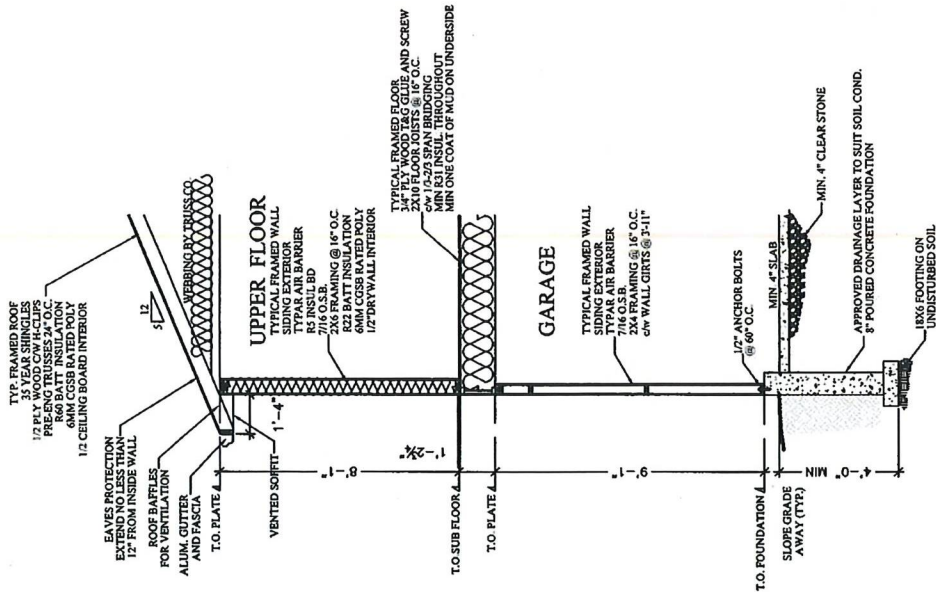 TYP. FRAMED ROOF
35 YEAR SHINGLES
1/2 PLY WOOD C/W H-CLIPS
PRE-ENG TRUSSES 24" O.C.
R60 BATT INSULATION
6MM CGSB RATED POLY
1/2 CEILING BOARD INTERIOR
12
5
EAVES PROTECTION
EXTEND NO LESS THAN
12" FROM INSIDE WALL
ROOF BAFFLES
FOR VENTILATION
ALUM. GUTTER
AND FASCIA
T.O. PLATE
VENTED SOFFIT
1'-4"
WEBBING BY TRUSS CO.
UPPER FLOOR
TYPICAL FRAMED WALL
SIDING EXTERIOR
TYPAR AIR BARRIER
R5 INSUL BD
7/16 O.S.B.
2X6 FRAMING @ 16" O.C.
R22 BATT INSULATION
6MM CGSB RATED POLY
1/2"DRYWALL INTERIOR
8'-1"
T.O SUB FLOOR
1'-2¾"
T.O. PLATE
TYPICAL FRAMED FLOOR
3/4" PLY WOOD T&G GLUE AND SCREW
2X10 FLOOR JOISTS @ 16" O.C.
c/w 1/3-2/3 SPAN BRIDGING
MIN R31 INSUL. THROUGHOUT
MIN ONE COAT OF MUD ON UNDERSIDE
GARAGE
TYPICAL FRAMED WALL
SIDING EXTERIOR
TYPAR AIR BARRIER
7/16 O.S.B.
2X4 FRAMING @ 16" O.C.
c/w WALL GIRTS @ 3'-11"
9'-1"
1/2" ANCHOR BOLTS
@ 60" O.C.
T.O. FOUNDATION
SLOPE GRADE
AWAY (TYP.)
4'-0" MIN
MIN. 4" SLAB
MIN. 4" CLEAR STONE
APPROVED DRAINAGE LAYER TO SUIT SOIL COND.
8" POURED CONCRETE FOUNDATION
18X6 FOOTING ON
UNDISTURBED SOIL